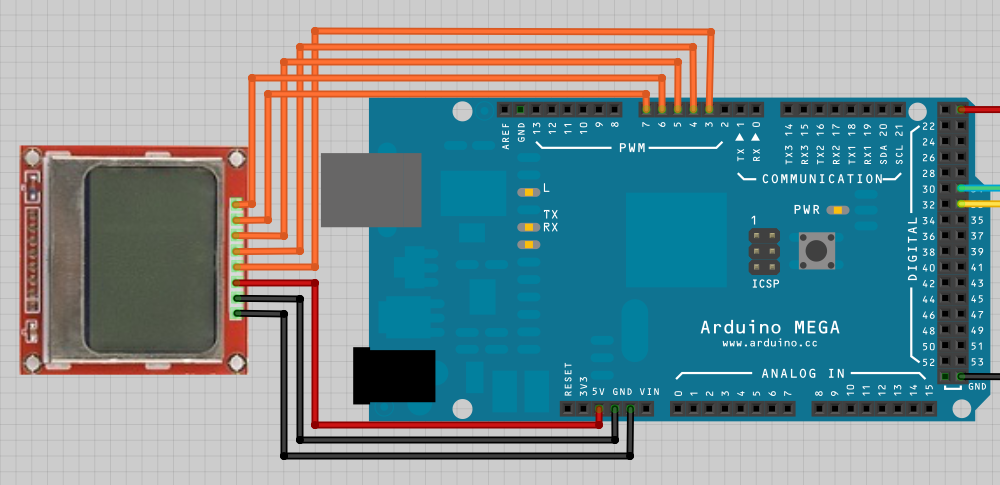 AREF GND 13 12 11 10 9 8 7 6 5 4 3 2 TX 1 RX 0 TX3 14 RX3 15 TX2 16 RX2 17 TX1 18 RX1 19 SDA 20 SCL 21
PWM
COMMUNICATION
L
TX
RX
PWR
1
ICSP
DIGITAL
22
24
26
28
30
32
34 35
36 37
38 39
40 41
42 43
44 45
46 47
48 49
50 51
52 53
GND
Arduino MEGA
www.arduino.cc
ANALOG IN
RESET 3V3 5V GND VIN 0 1 2 3 4 5 6 7 8 9 10 11 12 13 14 15